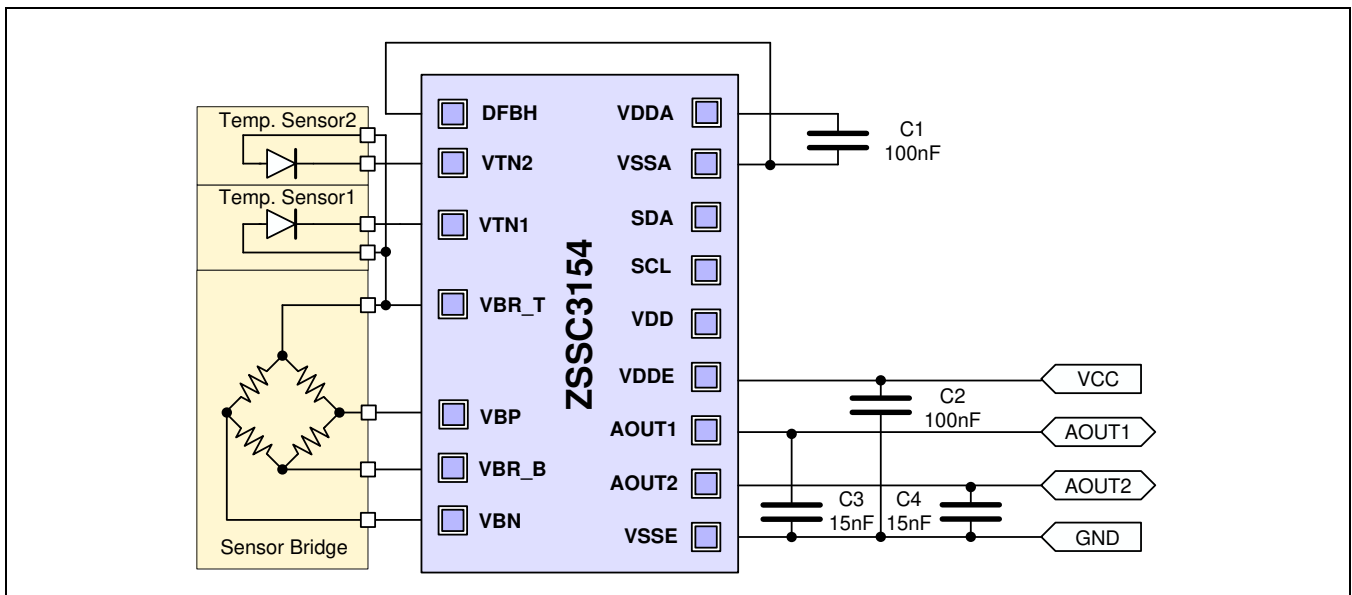 Temp. Sensor2
Temp. Sensor1
Sensor Bridge
DFBH
VTN2
VTN1
VBR_T
VBP
VBR_B
VBN
ZSSC3154
VDDA
VSSA
SDA
SCL
VDD
VDDE
AOUT1
AOUT2
VSSE
C1
100nF
C2
100nF
C3
15nF
C4
15nF
VCC
AOUT1
AOUT2
GND